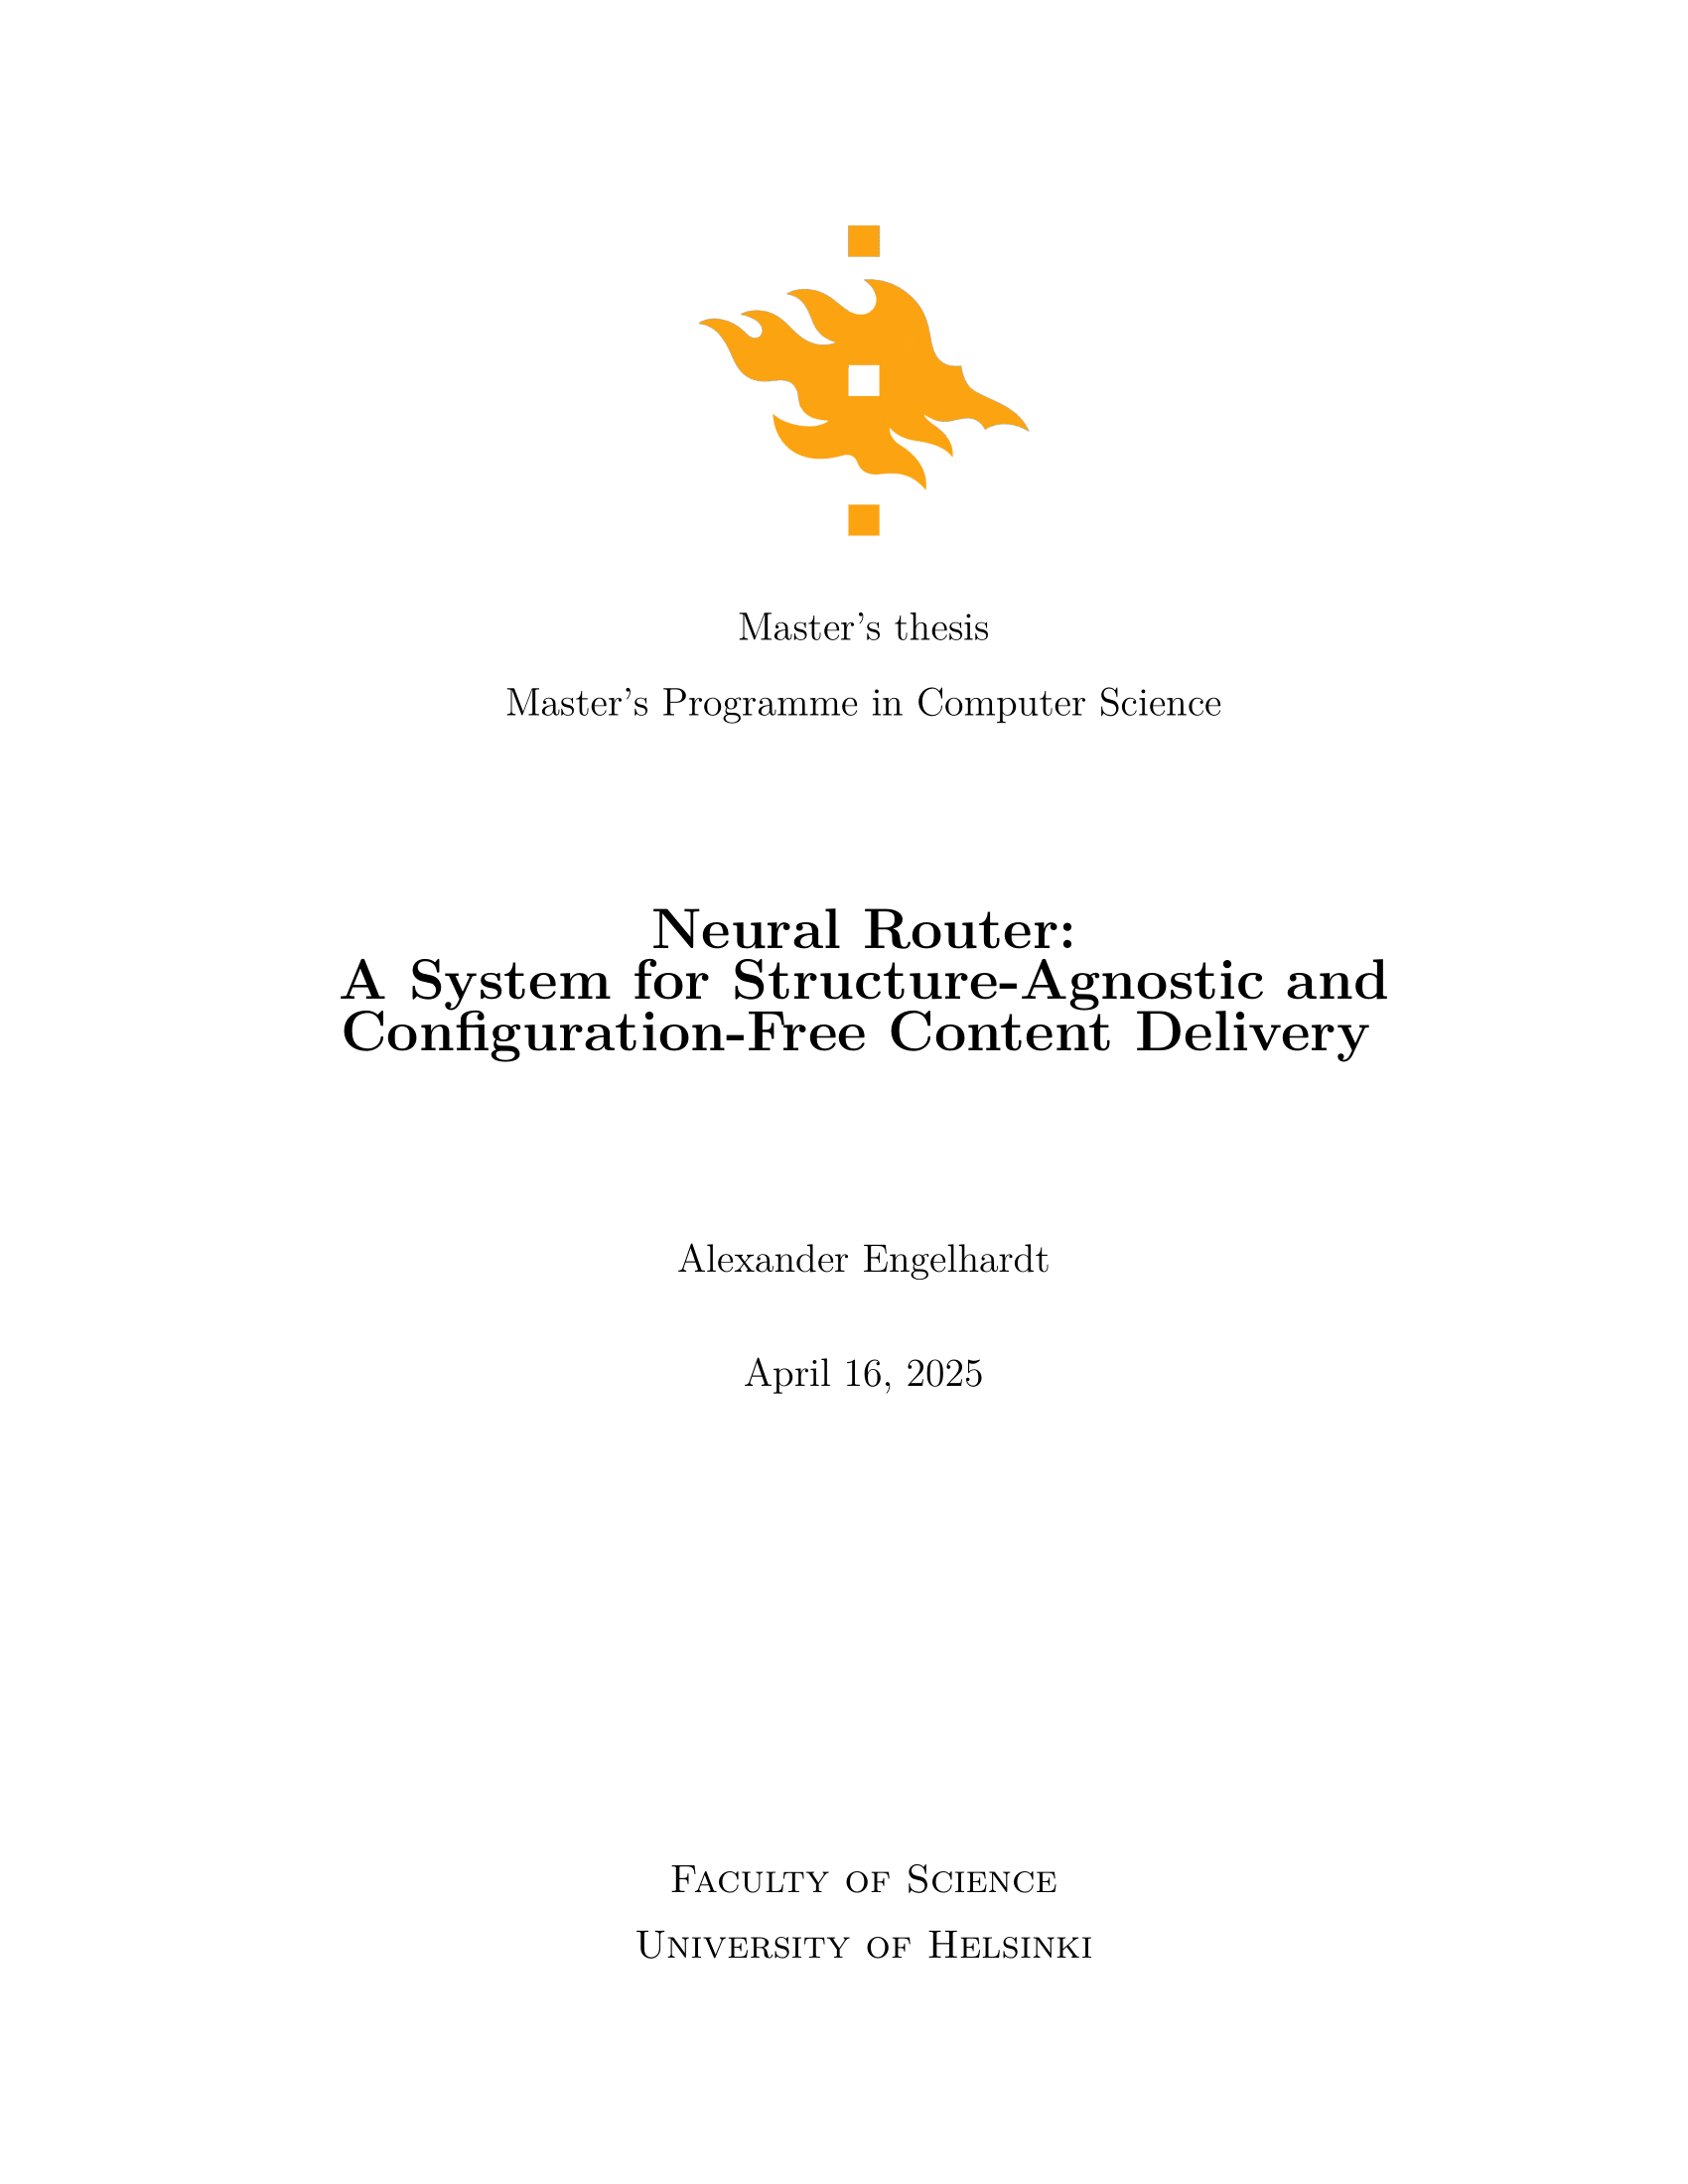 Master's thesis
Master's Programme in Computer Science
Neural Router:
A System for Structure-Agnostic and
Configuration-Free Content Delivery
Alexander Engelhardt
April 16, 2025
Faculty of Science
University of Helsinki